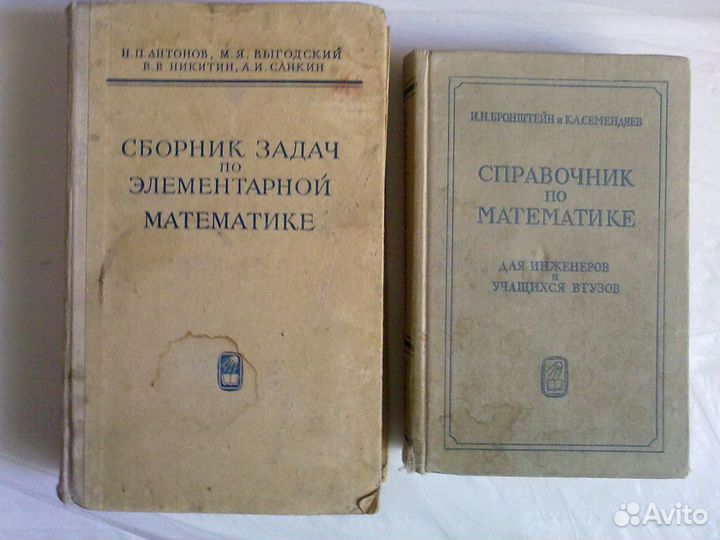 Н.П. АНТОНОВ, М.Я. ВЫГОДСКИЙ
В.В. НИКИТИН, А.И. САНКИН
СБОРНИК ЗАДАЧ
ПО
ЭЛЕМЕНТАРНОЙ
МАТЕМАТИКЕ
И.Н.БРОНШТЕЙН и К.А.СЕМЕНДЯЕВ
СПРАВОЧНИК
ПО
МАТЕМАТИКЕ
ДЛЯ ИНЖЕНЕРОВ
И
УЧАЩИХСЯ ВТУЗОВ
Avito